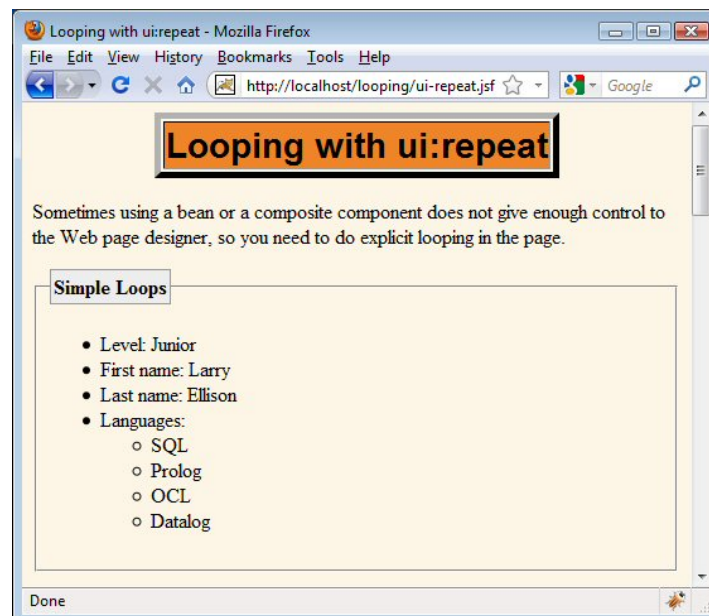 Looping with ui:repeat - Mozilla Firefox
File Edit View History Bookmarks Tools Help
http://localhost/looping/ui-repeat.jsf Google
Looping with ui:repeat
Sometimes using a bean or a composite component does not give enough control to
the Web page designer, so you need to do explicit looping in the page.
Simple Loops
Level: Junior
First name: Larry
Last name: Ellison
Languages:
SQL
Prolog
OCL
Datalog
Done